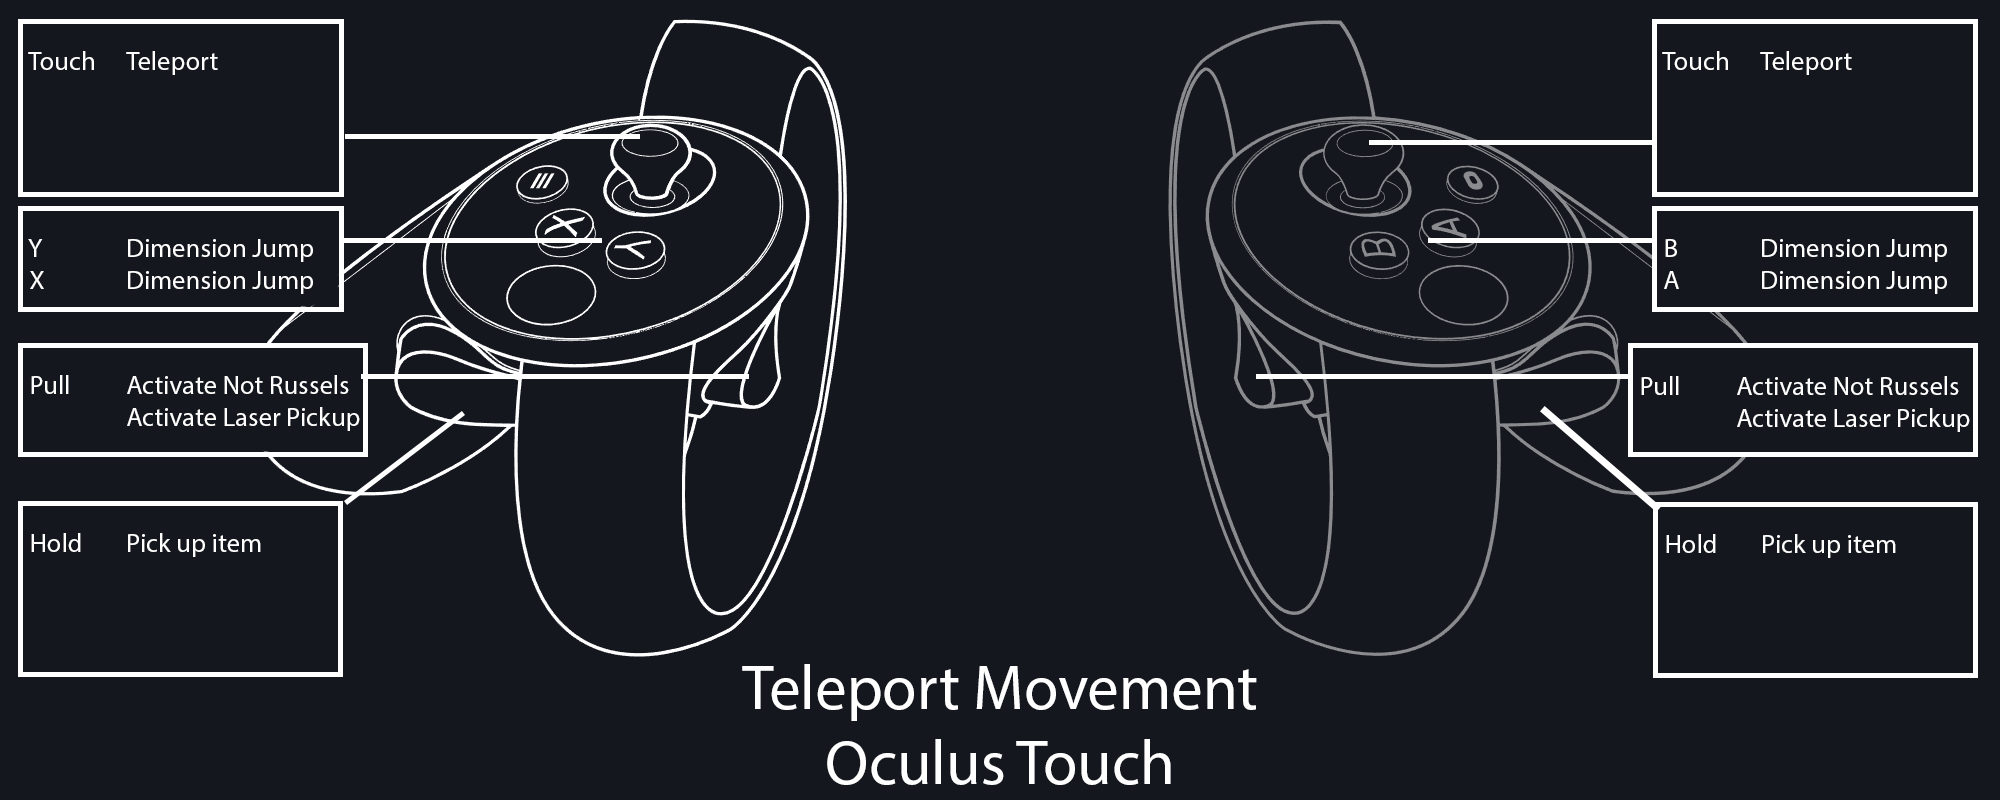 Touch Teleport
Y Dimension Jump
X Dimension Jump
Pull Activate Not Russels
Activate Laser Pickup
Hold Pick up item
X
Y
Touch Teleport
B Dimension Jump
A Dimension Jump
Pull Activate Not Russels
Activate Laser Pickup
Hold Pick up item
A
B
Teleport Movement
Oculus Touch